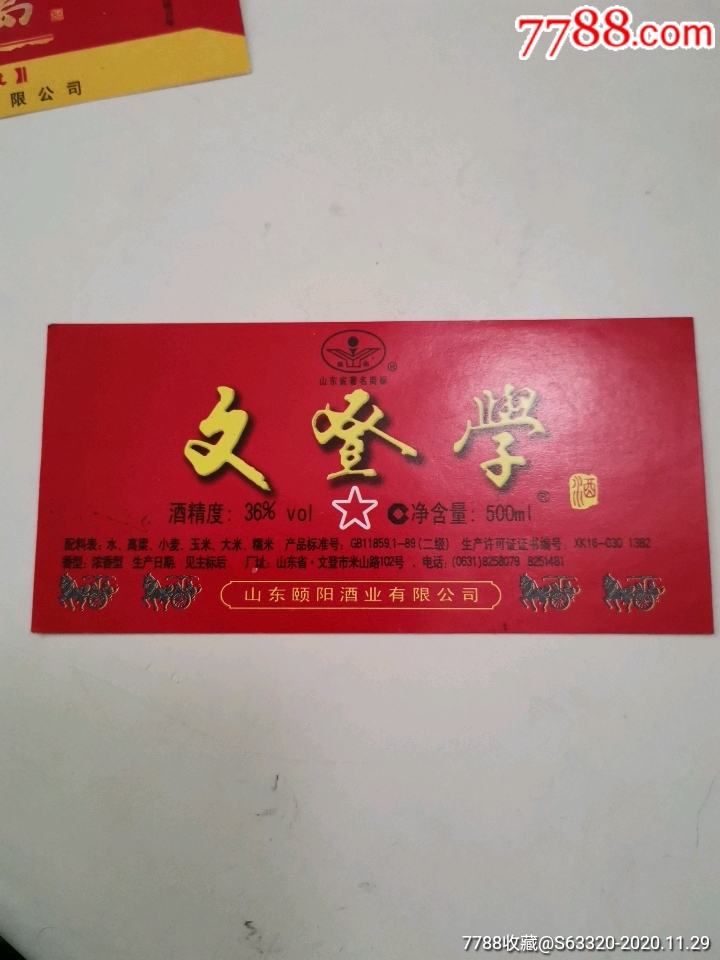 7788.com
限公司
山东省著名商标
®
文登學
®
酒
酒精度: 36% vol 净含量: 500ml
配料表: 水、高粱、小麦、玉米、大米、糯米 产品标准号: GB11859.1-89(二级) 生产许可证证书编号: XK16-030 1382
香型: 浓香型 生产日期: 见主标后 厂址: 山东省·文登市米山路102号 . 电话: (0631)8250079 8251481
山东颐阳酒业有限公司
7788收藏@S63320-2020.11.29